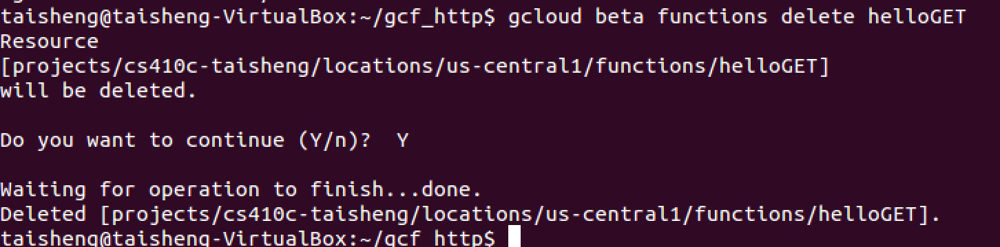 taisheng@taisheng-VirtualBox:~/gcf_http$ gcloud beta functions delete helloGET
Resource
[projects/cs410c-taisheng/locations/us-central1/functions/helloGET]
will be deleted.
Do you want to continue (Y/n)?  Y
Waiting for operation to finish...done.
Deleted [projects/cs410c-taisheng/locations/us-central1/functions/helloGET].
taisheng@taisheng-VirtualBox:~/gcf_http$